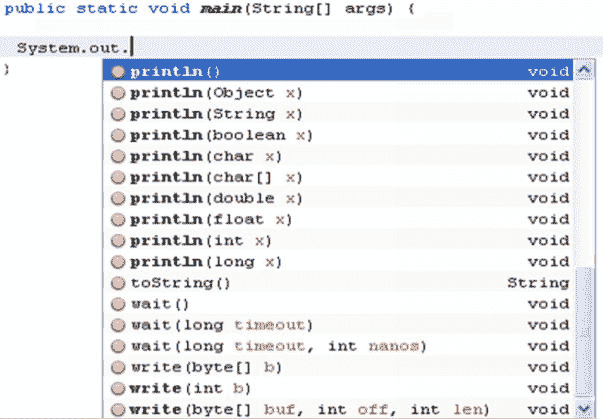 public static void main(String[] args) {
System.out.
}
println() void
println(Object x) void
println(String x) void
println(boolean x) void
println(char x) void
println(char[] x) void
println(double x) void
println(float x) void
println(int x) void
println(long x) void
toString() String
wait() void
wait(long timeout) void
wait(long timeout, int nanos) void
write(byte[] b) void
write(int b) void
write(byte[] buf, int off, int len) void